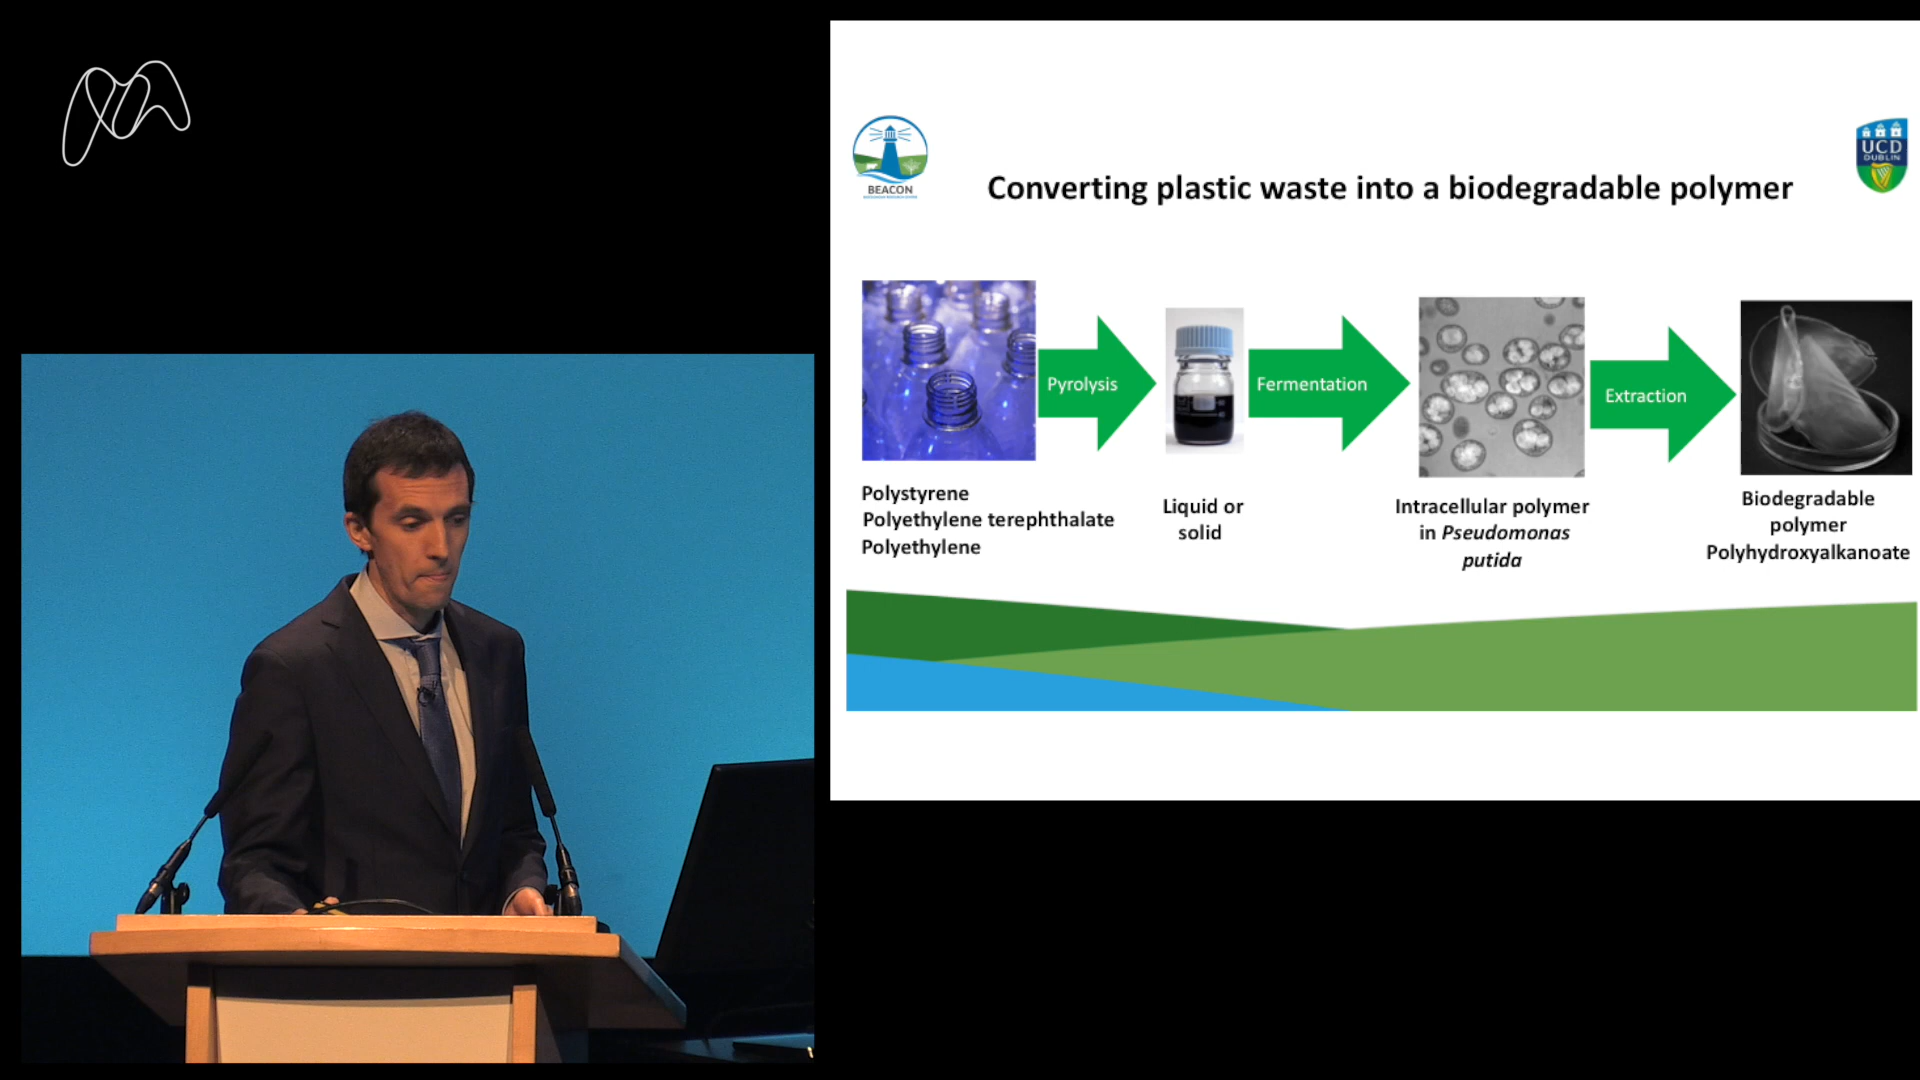 BEACON
UCD
DUBLIN
Converting plastic waste into a biodegradable polymer
Pyrolysis
Fermentation
Extraction
Polystyrene
Polyethylene terephthalate
Polyethylene
Liquid or
solid
Intracellular polymer
in Pseudomonas
putida
Biodegradable
polymer
Polyhydroxyalkanoate